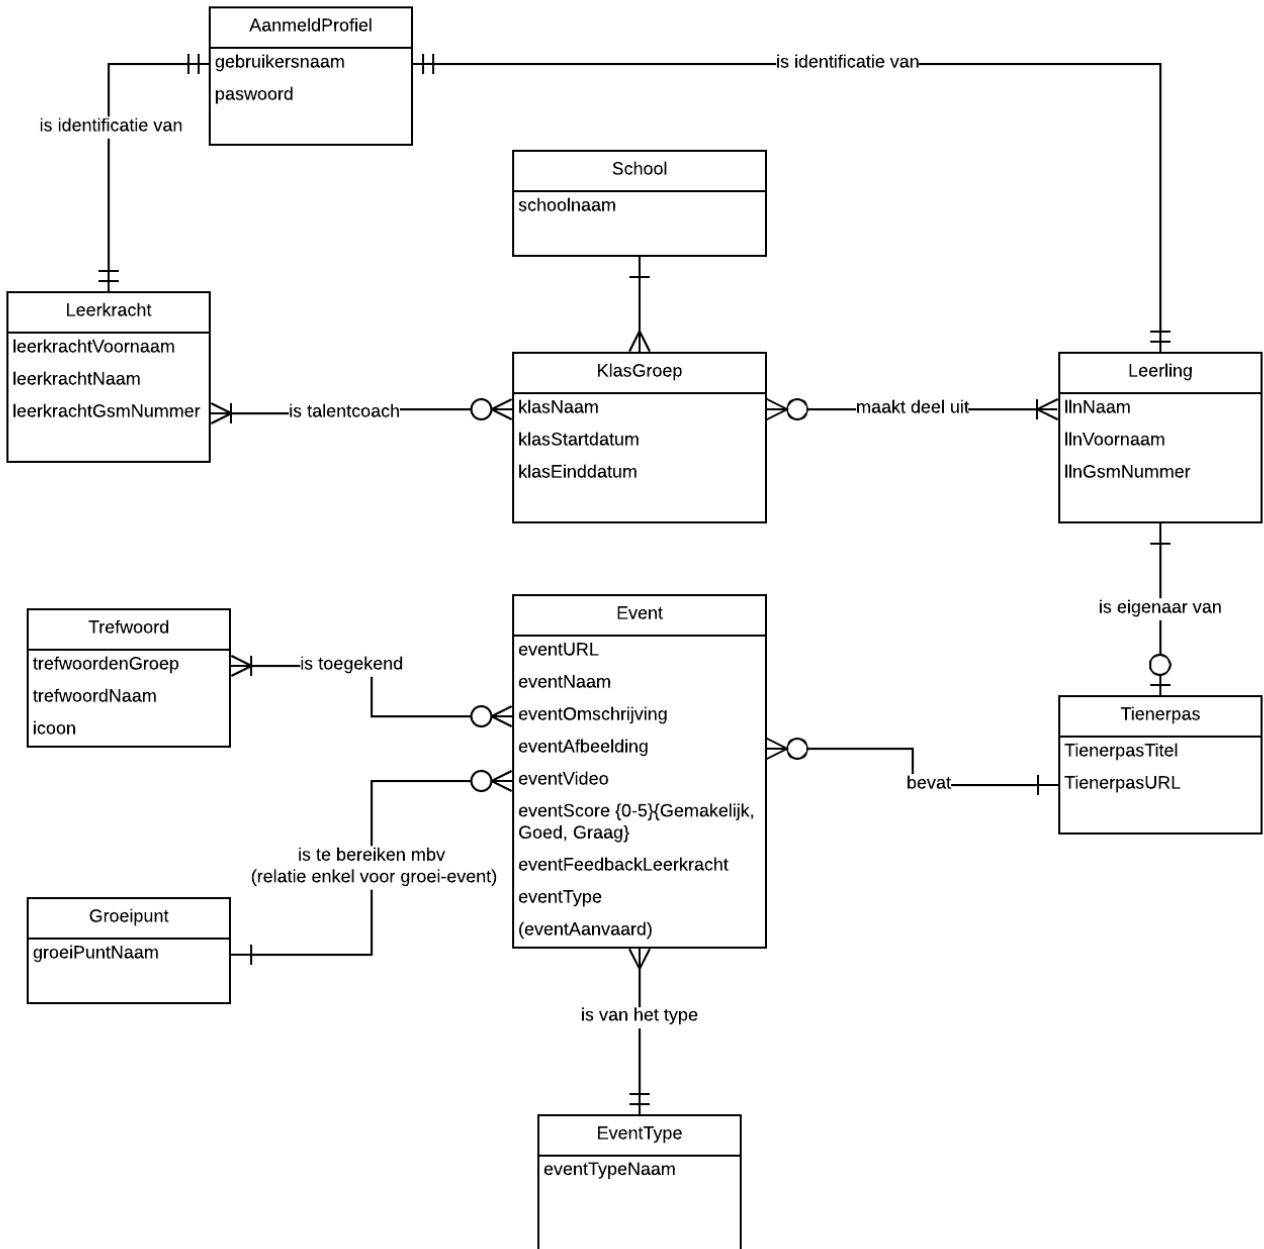 AanmeldProfiel
gebruikersnaam
paswoord
is identificatie van
is identificatie van
School
schoolnaam
Leerkracht
leerkrachtVoornaam
leerkrachtNaam
leerkrachtGsmNummer
is talentcoach
KlasGroep
klasNaam
klasStartdatum
klasEinddatum
maakt deel uit
Leerling
llnNaam
llnVoornaam
llnGsmNummer
is eigenaar van
Trefwoord
trefwoordenGroep
trefwoordNaam
icoon
is toegekend
Event
eventURL
eventNaam
eventOmschrijving
eventAfbeelding
eventVideo
eventScore {0-5}{Gemakelijk,
Goed, Graag}
eventFeedbackLeerkracht
eventType
(eventAanvaard)
bevat
Tienerpas
TienerpasTitel
TienerpasURL
is te bereiken mbv
(relatie enkel voor groei-event)
Groeipunt
groeiPuntNaam
is van het type
EventType
eventTypeNaam